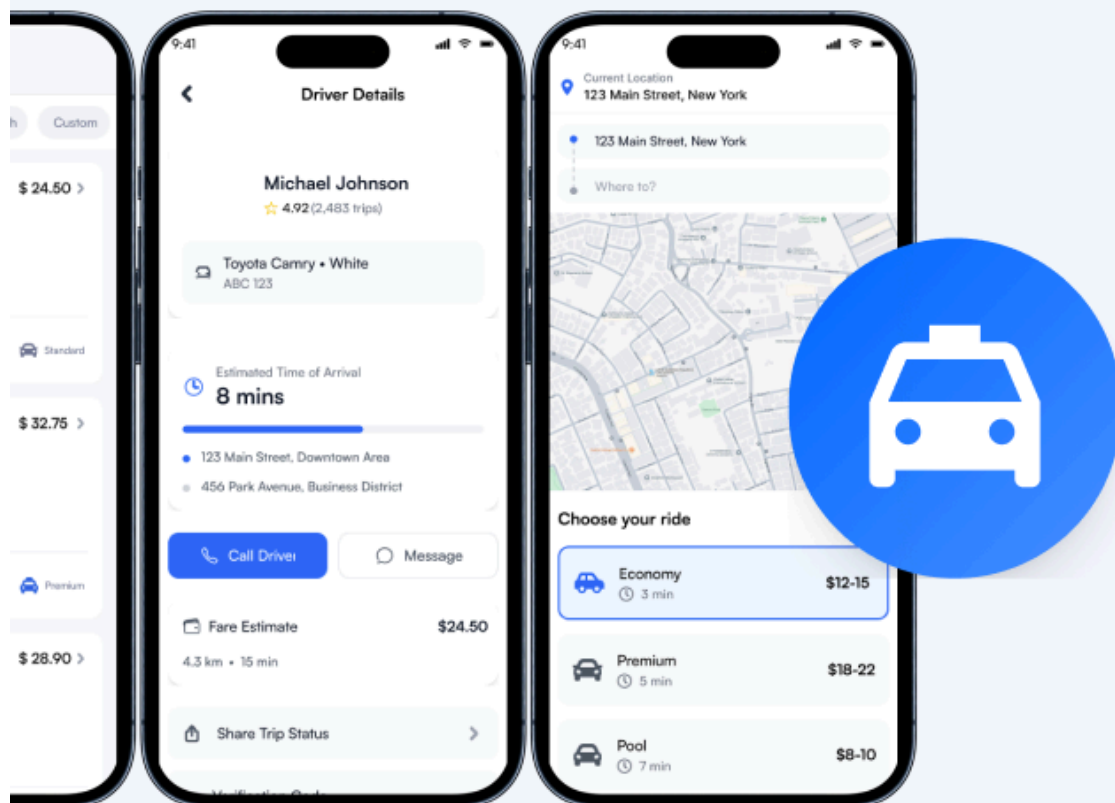 Custom
$ 24.50
Standard
$ 32.75
Premium
$ 28.90
9:41
Driver Details
Michael Johnson
4.92 (2,483 trips)
Toyota Camry • White
ABC 123
Estimated Time of Arrival
8 mins
123 Main Street, Downtown Area
456 Park Avenue, Business District
Call Driver
Message
Fare Estimate
$24.50
4.3 km • 15 min
Share Trip Status
Verification Code
9:41
Current Location
123 Main Street, New York
123 Main Street, New York
Where to?
Choose your ride
Economy
3 min
$12-15
Premium
5 min
$18-22
Pool
7 min
$8-10